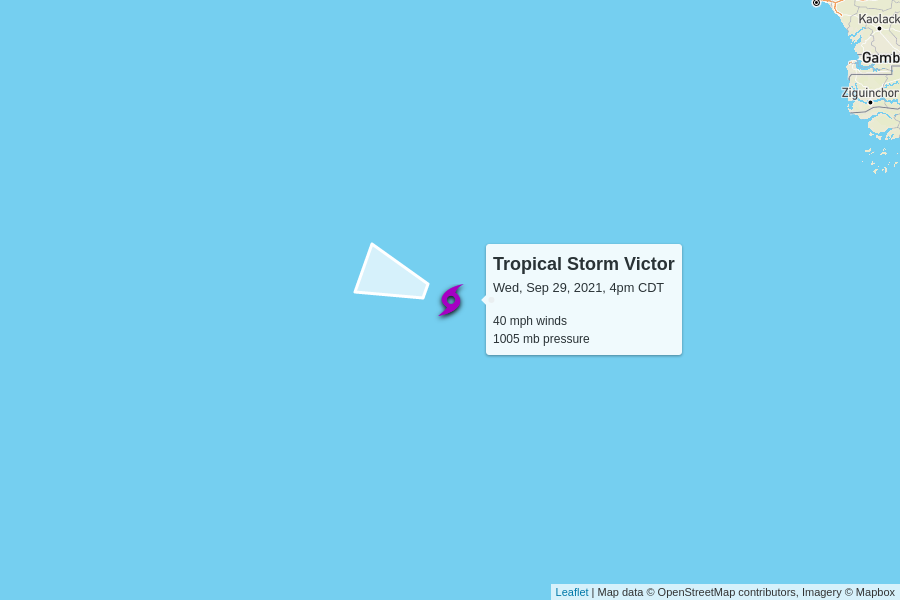 Kaolack
Gamb
Ziguinchor
Tropical Storm Victor
Wed, Sep 29, 2021, 4pm CDT
40 mph winds
1005 mb pressure
Leaflet | Map data © OpenStreetMap contributors, Imagery © Mapbox